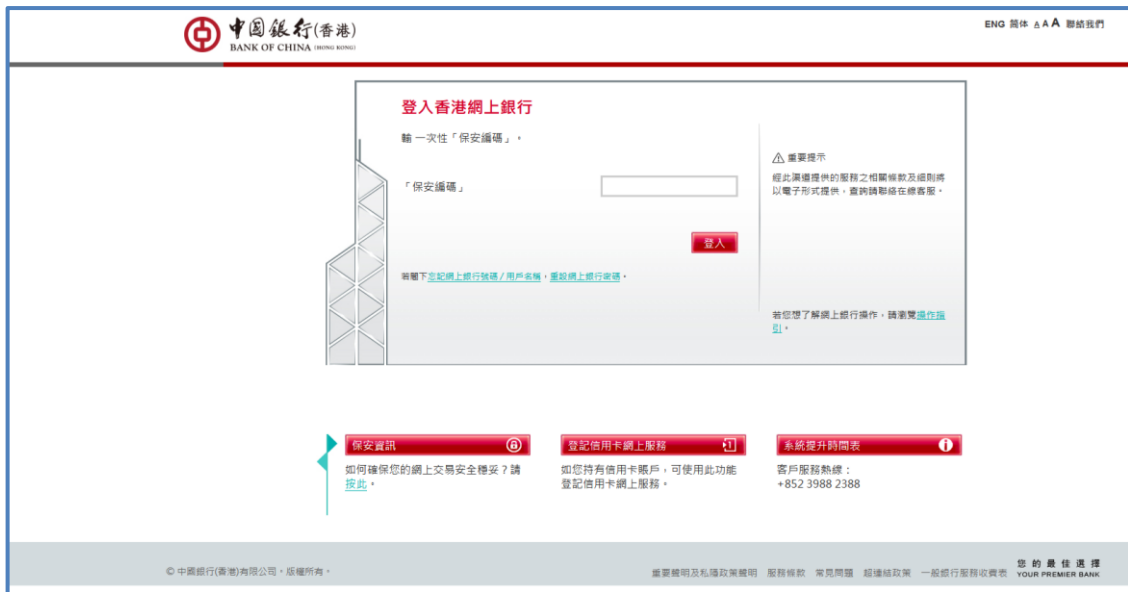 中國銀行(香港)
BANK OF CHINA (HONG KONG)
ENG 简体 A A A 聯絡我們
登入香港網上銀行
輸 一次性「保安編碼」。
「保安編碼」
登入
若閣下忘記網上銀行號碼 / 用戶名稱，重設網上銀行密碼。
重要提示
經此渠道提供的服務之相關條款及細則將
以電子形式提供，查詢請聯絡在線客服。
若您想了解網上銀行操作，請瀏覽操作指
引。
保安資訊
如何確保您的網上交易安全穩妥？請
按此。
登記信用卡網上服務
如您持有信用卡賬戶，可使用此功能
登記信用卡網上服務。
系統提升時間表
客戶服務熱線：
+852 3988 2388
© 中國銀行(香港)有限公司。版權所有。
重要聲明及私隱政策聲明 服務條款 常見問題 超連結政策 一般銀行服務收費表
您的最佳選擇
YOUR PREMIER BANK